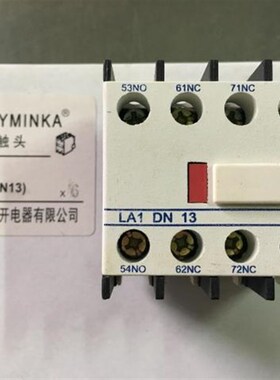 YMINKA®
触头
N13)
x 6
开电器有限公司
53NO 61NC 71NC
LA1 DN 13
54NO 62NC 72NC